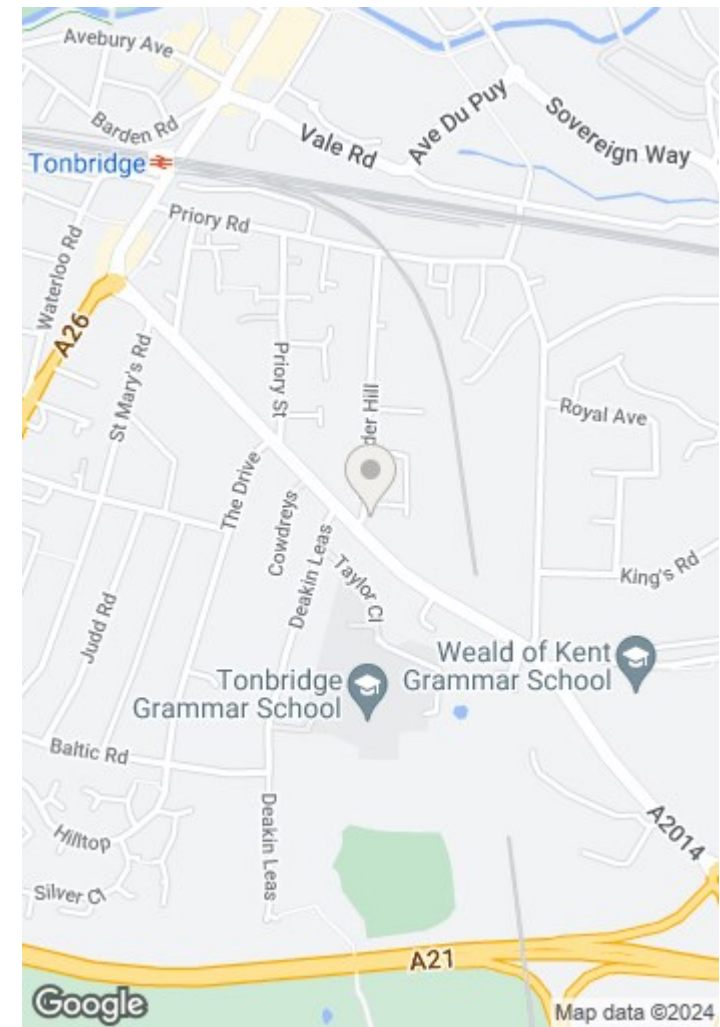 Avebury Ave
Barden Rd
Vale Rd
Ave Du Puy
Sovereign Way
Tonbridge
Priory Rd
Waterloo Rd
A26
St Mary's Rd
Priory St
der Hill
Royal Ave
The Drive
Cowdreys
Deakin Leas
Taylor Cl
King's Rd
Judd Rd
Weald of Kent
Grammar School
Tonbridge
Grammar School
Baltic Rd
Hilltop
Deakin Leas
A2014
Silver Cl
A21
Google
Map data ©2024